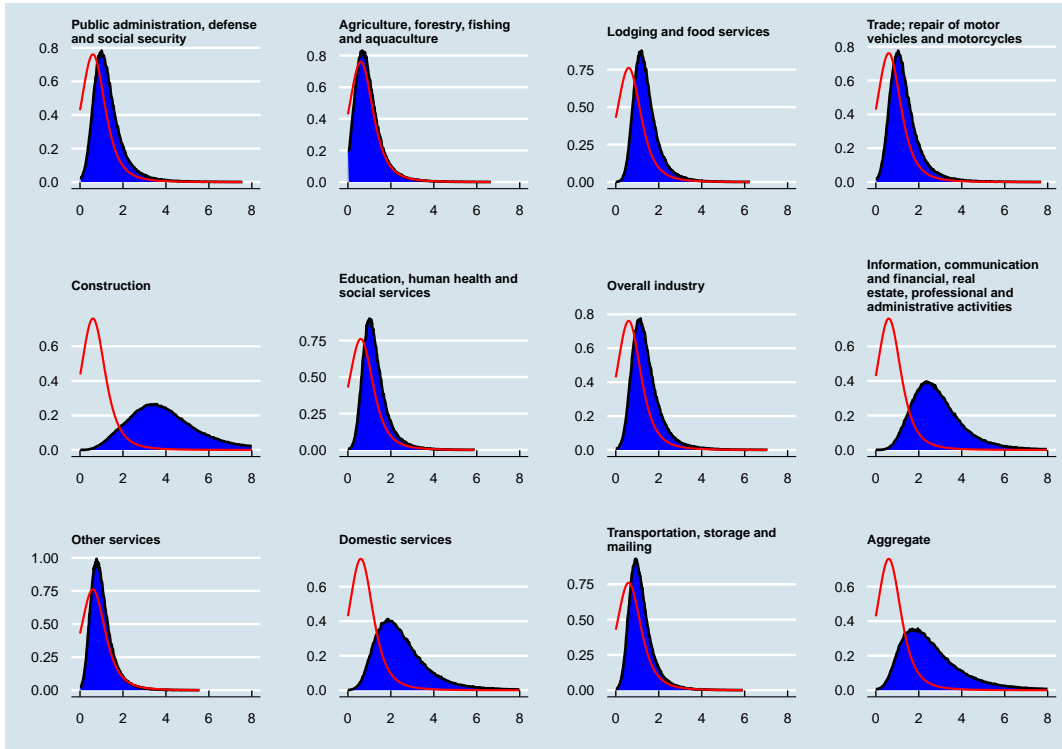 Public administration, defense
and social security
0.8
0.6
0.4
0.2
0.0
0 2 4 6 8
Agriculture, forestry, fishing
and aquaculture
0.8
0.6
0.4
0.2
0.0
0 2 4 6 8
Lodging and food services
0.75
0.50
0.25
0.00
0 2 4 6 8
Trade; repair of motor
vehicles and motorcycles
0.8
0.6
0.4
0.2
0.0
0 2 4 6 8
Construction
0.6
0.4
0.2
0.0
0 2 4 6 8
Education, human health and
social services
0.75
0.50
0.25
0.00
0 2 4 6 8
Overall industry
0.8
0.6
0.4
0.2
0.0
0 2 4 6 8
Information, communication
and financial, real
estate, professional and
administrative activities
0.6
0.4
0.2
0.0
0 2 4 6 8
Other services
1.00
0.75
0.50
0.25
0.00
0 2 4 6 8
Domestic services
0.6
0.4
0.2
0.0
0 2 4 6 8
Transportation, storage and
mailing
0.75
0.50
0.25
0.00
0 2 4 6 8
Aggregate
0.6
0.4
0.2
0.0
0 2 4 6 8